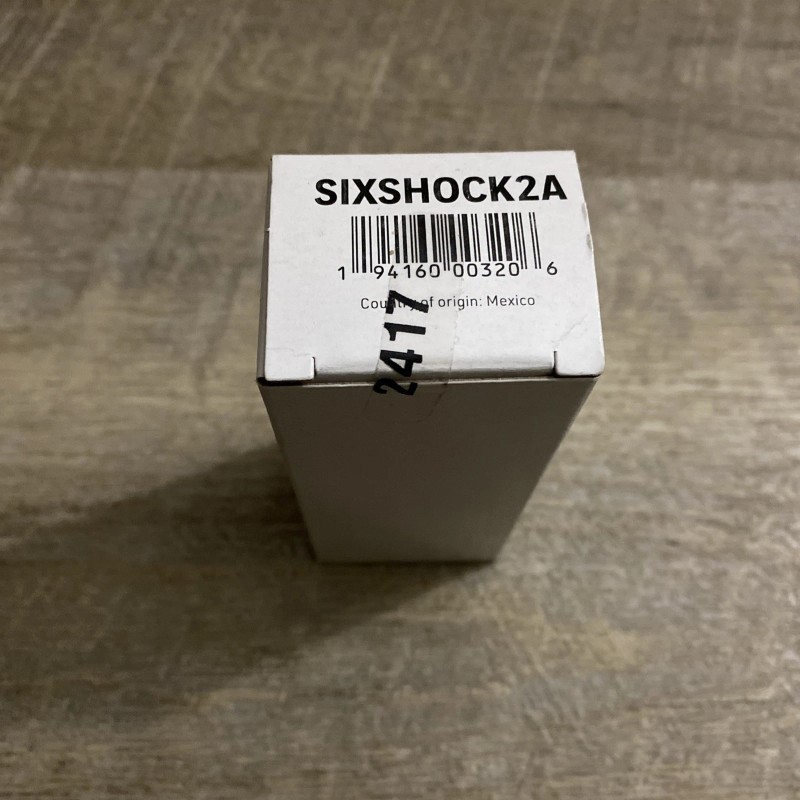 SIXSHOCK2A
1 94160 00320 6
Country of origin: Mexico
2417